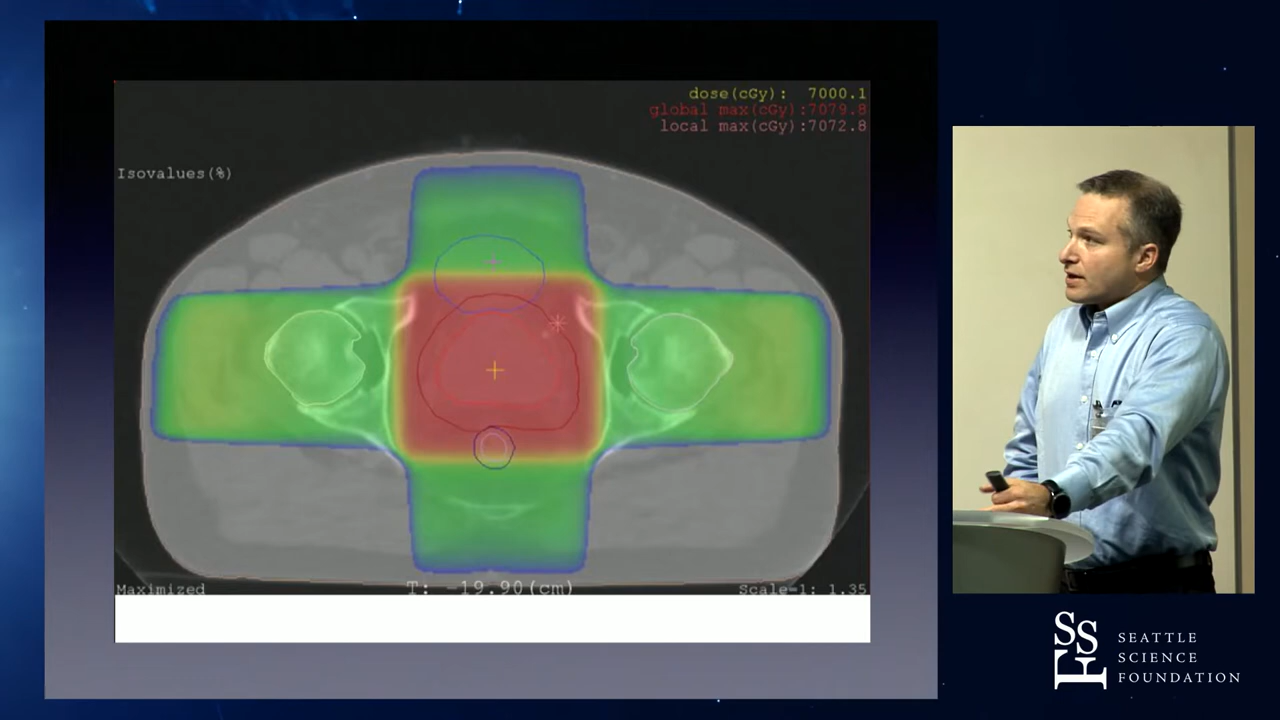 dose(cGy): 7000.1
global max(cGy):7079.8
local max(cGy):7072.8
Isovalues(%)
Maximized
T: -19.90(cm)
Scale=1: 1.35
SSF
SEATTLE
SCIENCE
FOUNDATION